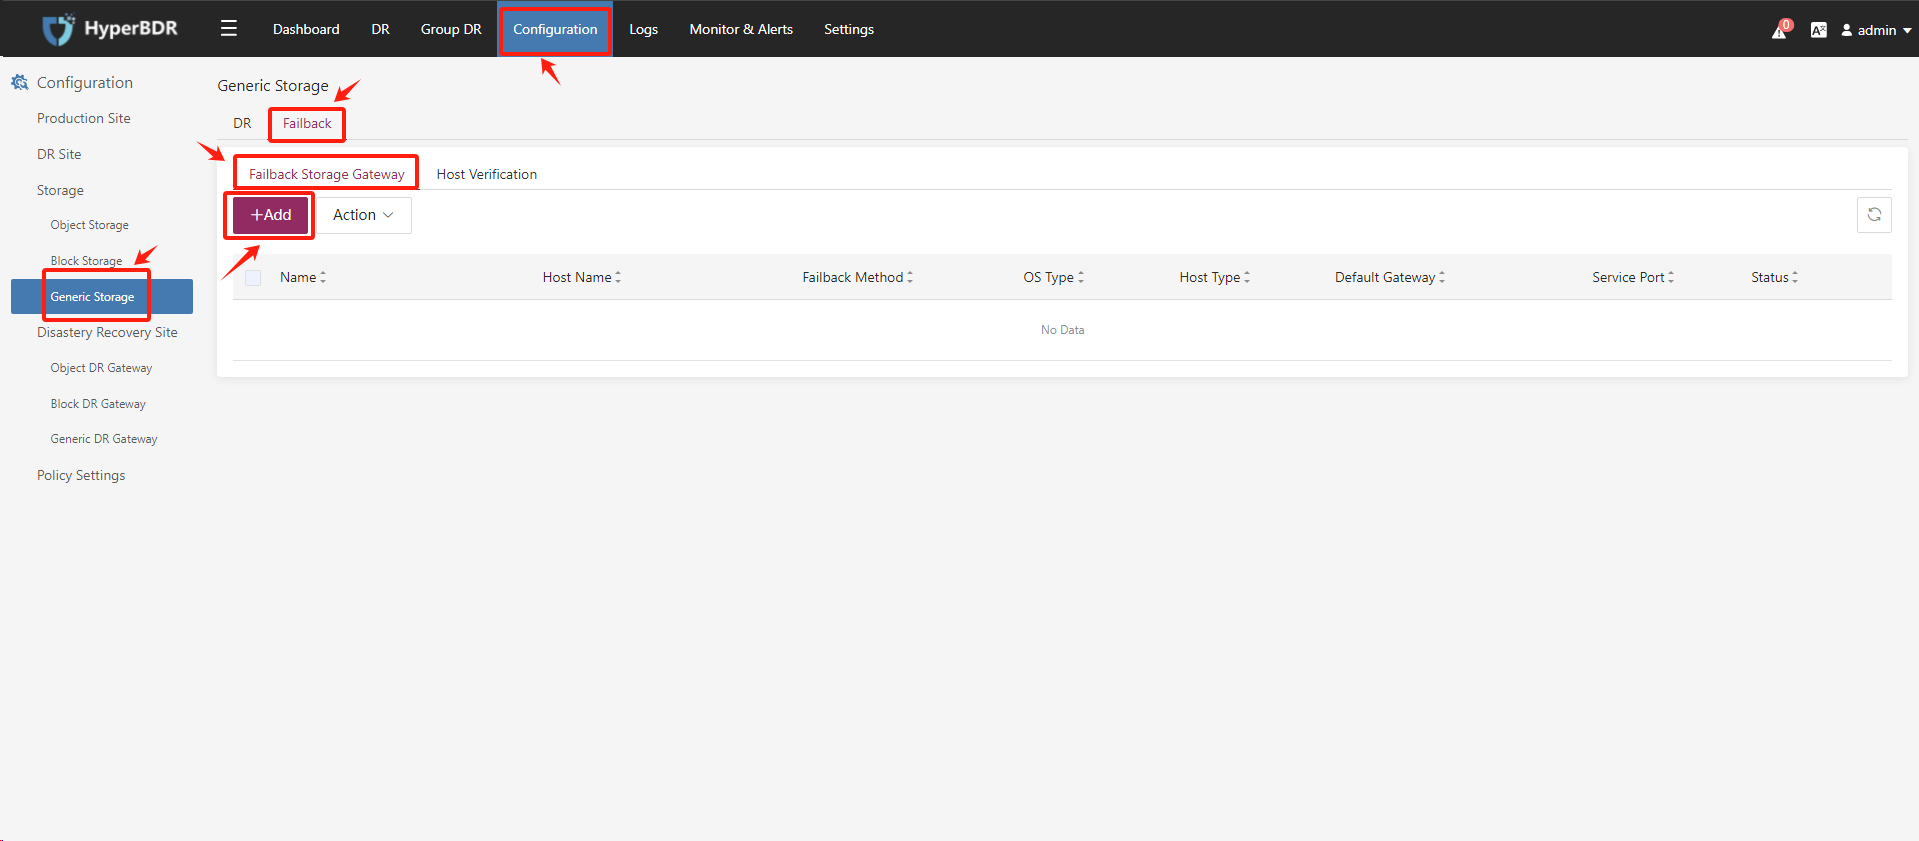 HyperBDR
Dashboard DR Group DR Configuration Logs Monitor & Alerts Settings
0 admin
Configuration
Production Site
DR Site
Storage
Object Storage
Block Storage
Generic Storage
Disastery Recovery Site
Object DR Gateway
Block DR Gateway
Generic DR Gateway
Policy Settings
Generic Storage
DR Failback
Failback Storage Gateway Host Verification
+Add Action
Name Host Name Failback Method OS Type Host Type Default Gateway Service Port Status
No Data